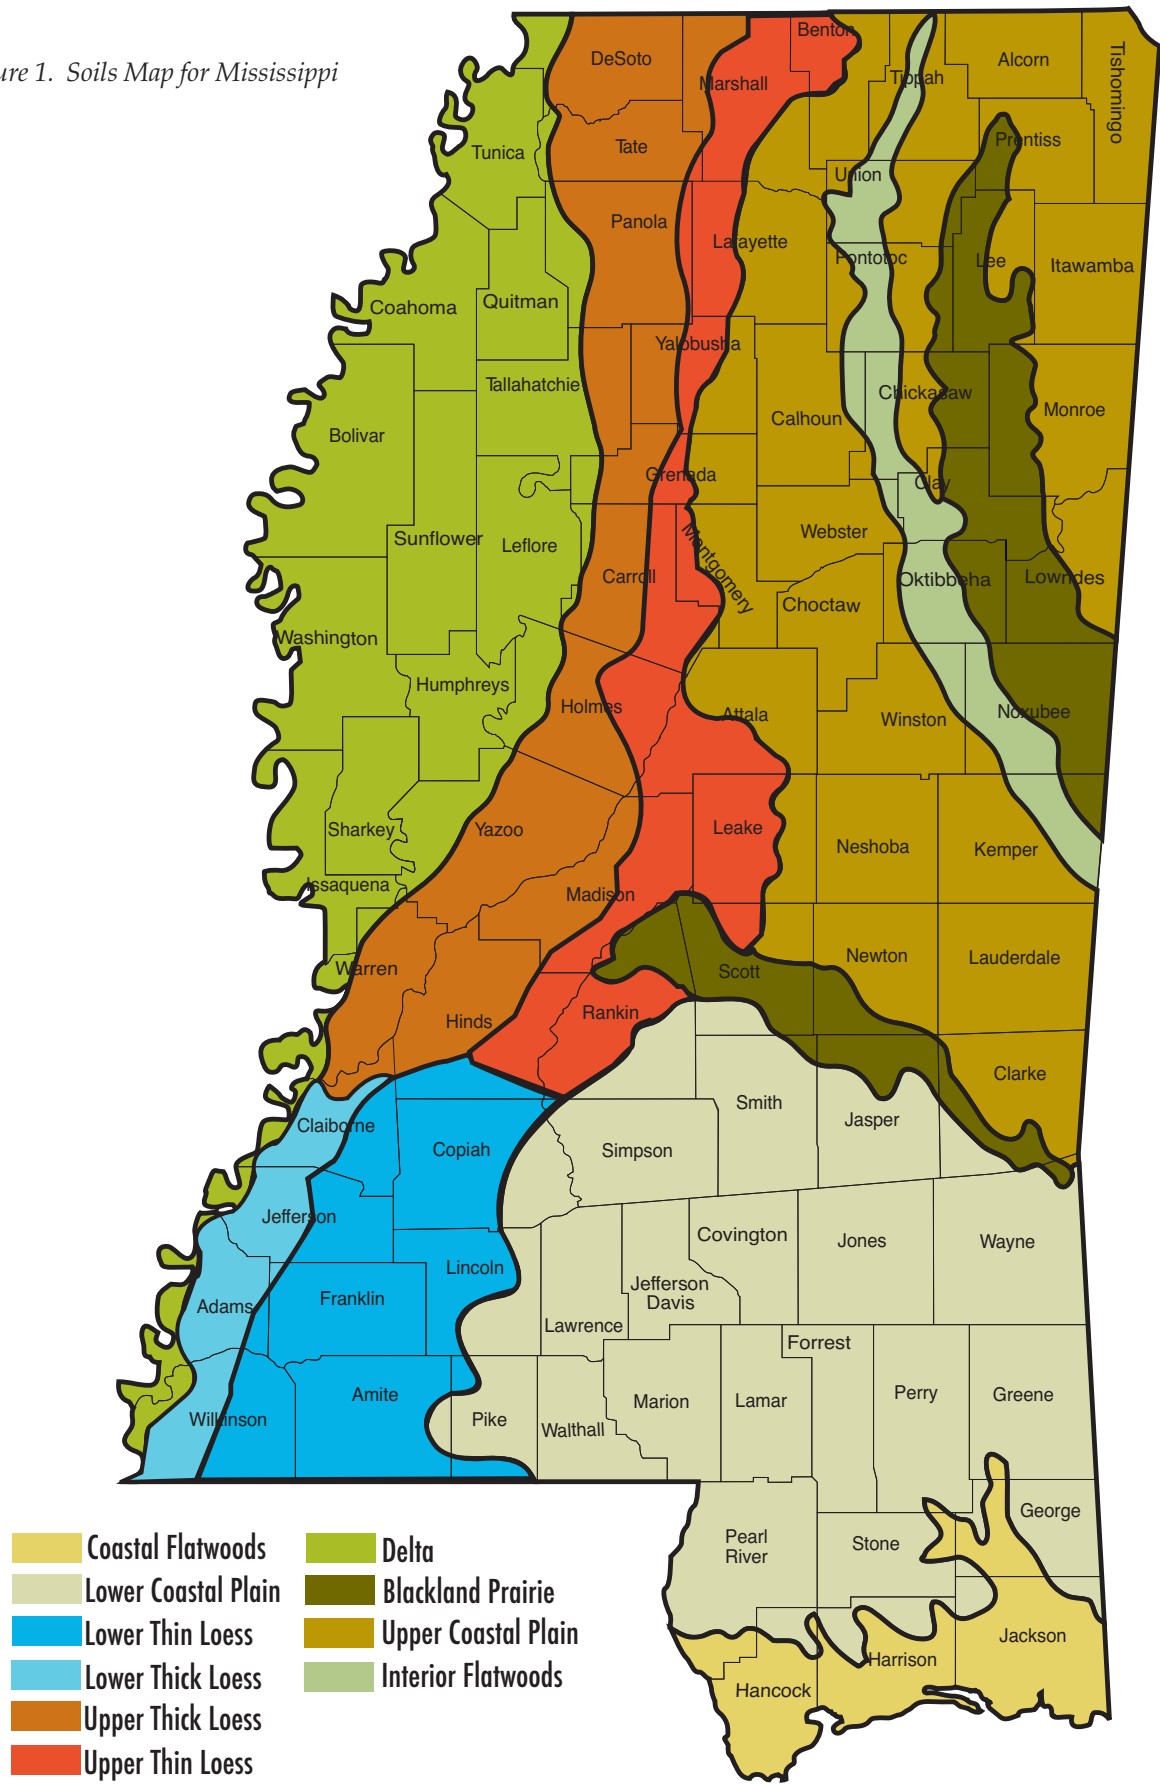 ure 1. Soils Map for Mississippi
DeSoto
Marshall
Benton
Tippah
Alcorn
Tishomingo
Tunica
Tate
Prentiss
Union
Panola
Lafayette
Pontotoc
Lee
Itawamba
Coahoma
Quitman
Yalobusha
Tallahatchie
Chickasaw
Calhoun
Monroe
Bolivar
Grenada
Clay
Sunflower
Leflore
Webster
Montgomery
Carroll
Oktibbeha
Lowndes
Choctaw
Washington
Humphreys
Holmes
Attala
Winston
Noxubee
Sharkey
Yazoo
Leake
Neshoba
Kemper
Issaquena
Madison
Warren
Scott
Newton
Lauderdale
Hinds
Rankin
Clarke
Smith
Jasper
Claiborne
Copiah
Simpson
Jefferson
Covington
Jones
Wayne
Lincoln
Jefferson
Davis
Adams
Franklin
Lawrence
Forrest
Amite
Marion
Lamar
Perry
Greene
Wilkinson
Pike
Walthall
George
Pearl
River
Stone
Jackson
Harrison
Hancock
Coastal Flatwoods
Lower Coastal Plain
Lower Thin Loess
Lower Thick Loess
Upper Thick Loess
Upper Thin Loess
Delta
Blackland Prairie
Upper Coastal Plain
Interior Flatwoods